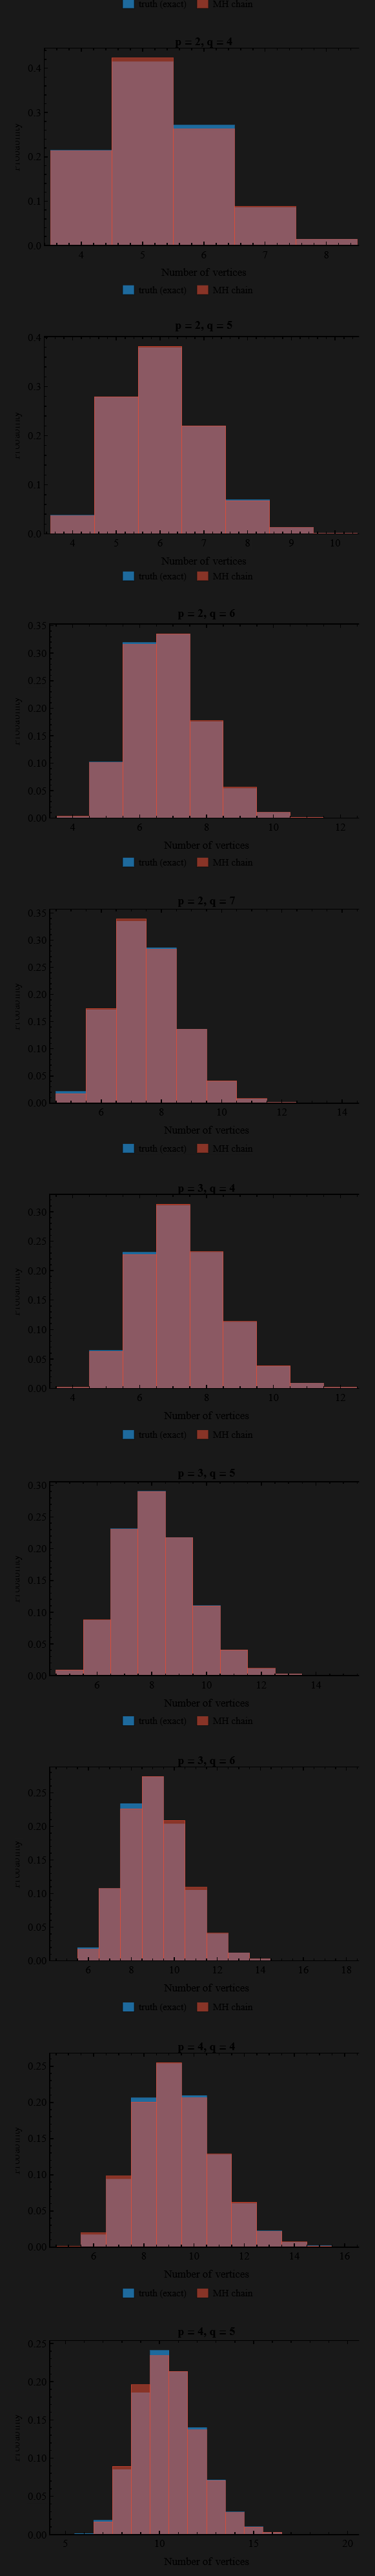 truth (exact) MH chain
p = 2, q = 4
0.4
0.3
0.2
0.1
0.0
4 5 6 7 8
Number of vertices
truth (exact) MH chain
p = 2, q = 5
0.4
0.3
0.2
0.1
0.0
4 5 6 7 8 9 10
Number of vertices
truth (exact) MH chain
p = 2, q = 6
0.35
0.30
0.25
0.20
0.15
0.10
0.05
0.00
4 6 8 10 12
Number of vertices
truth (exact) MH chain
p = 2, q = 7
0.35
0.30
0.25
0.20
0.15
0.10
0.05
0.00
6 8 10 12 14
Number of vertices
truth (exact) MH chain
p = 3, q = 4
0.30
0.25
0.20
0.15
0.10
0.05
0.00
4 6 8 10 12
Number of vertices
truth (exact) MH chain
p = 3, q = 5
0.30
0.25
0.20
0.15
0.10
0.05
0.00
6 8 10 12 14
Number of vertices
truth (exact) MH chain
p = 3, q = 6
0.25
0.20
0.15
0.10
0.05
0.00
6 8 10 12 14 16 18
Number of vertices
truth (exact) MH chain
p = 4, q = 4
0.25
0.20
0.15
0.10
0.05
0.00
6 8 10 12 14 16
Number of vertices
truth (exact) MH chain
p = 4, q = 5
0.25
0.20
0.15
0.10
0.05
0.00
5 10 15 20
Number of vertices